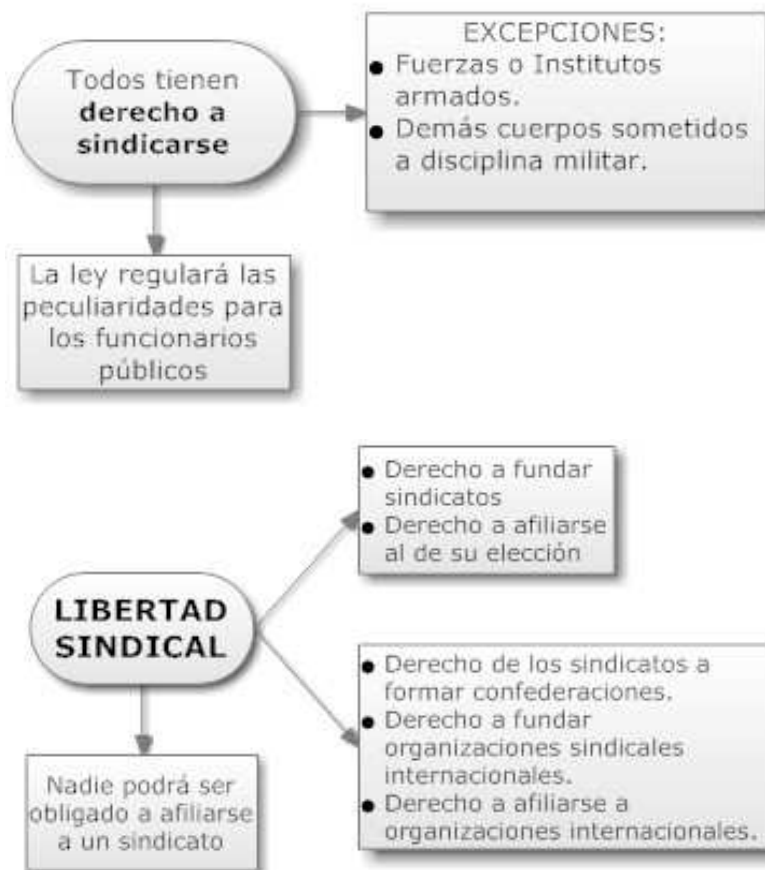 Todos tienen
derecho a
sindicarse
EXCEPCIONES:
● Fuerzas o Institutos
armados.
● Demás cuerpos sometidos
a disciplina militar.
La ley regulará las
peculiaridades para
los funcionarios
públicos
● Derecho a fundar
sindicatos
● Derecho a afiliarse
al de su elección
LIBERTAD
SINDICAL
● Derecho de los sindicatos a
formar confederaciones.
● Derecho a fundar
organizaciones sindicales
internacionales.
● Derecho a afiliarse a
organizaciones internacionales.
Nadie podrá ser
obligado a afiliarse
a un sindicato